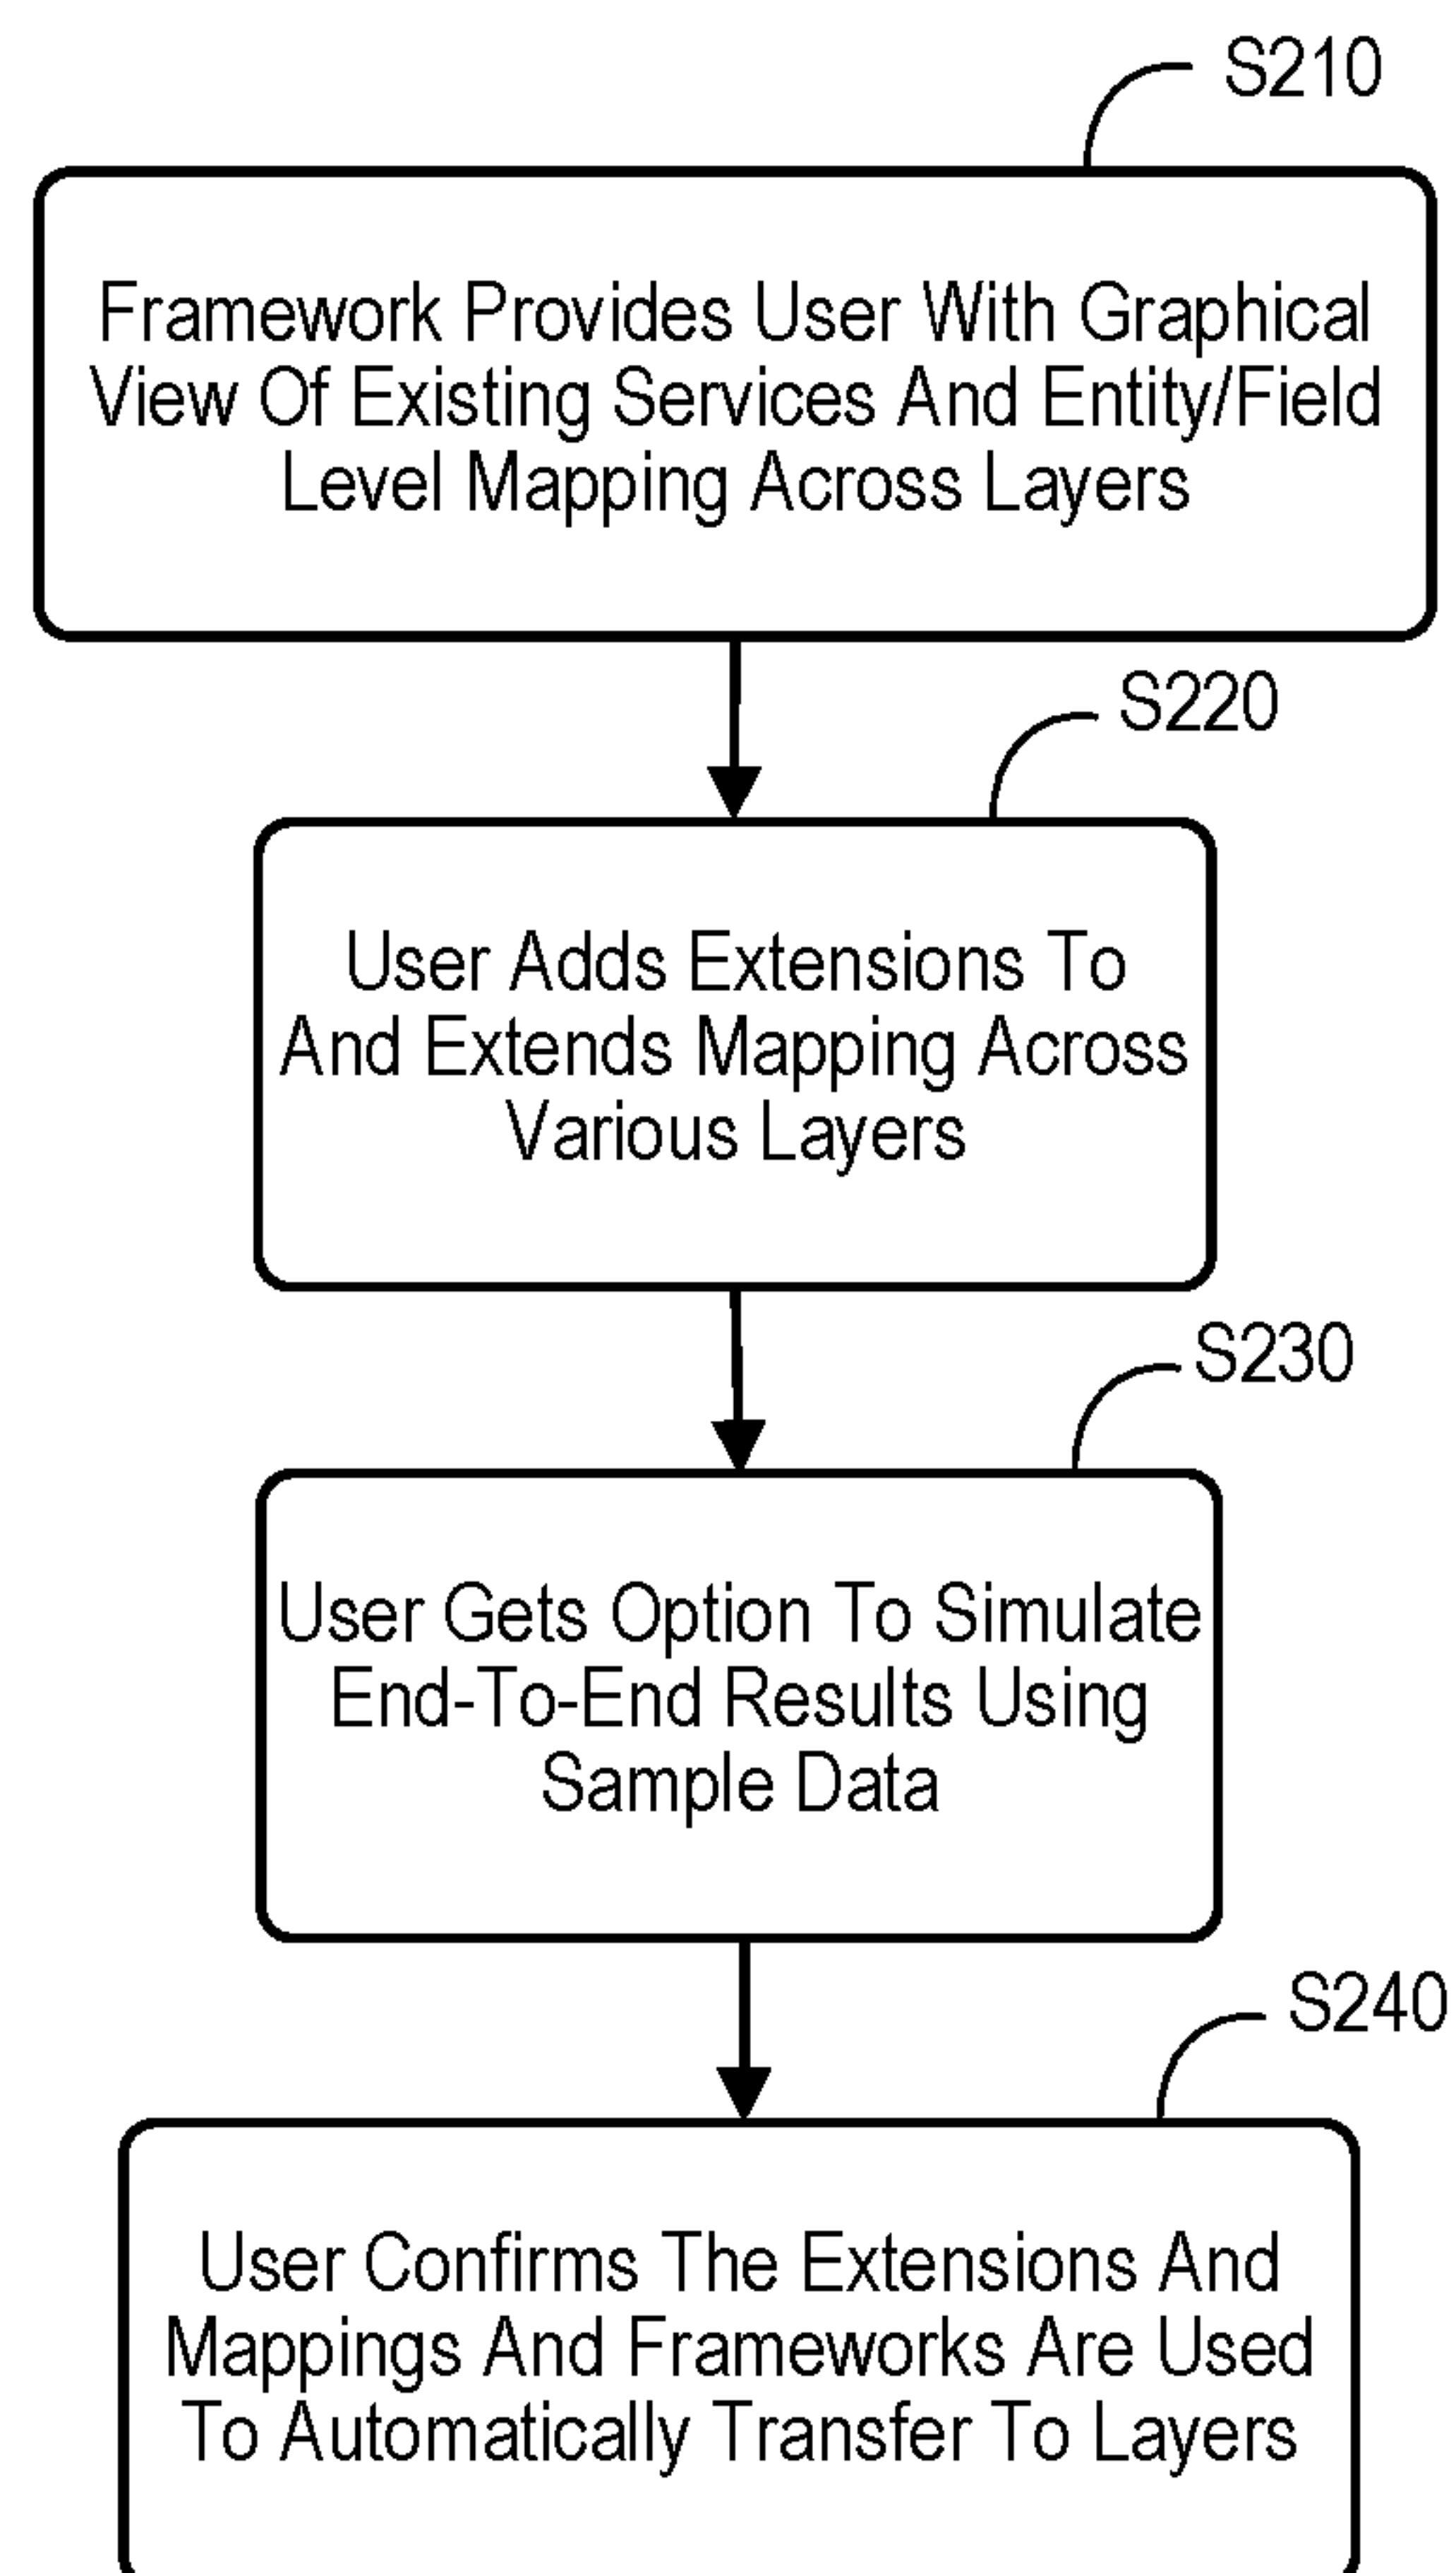 S210
Framework Provides User With Graphical
View Of Existing Services And Entity/Field
Level Mapping Across Layers
S220
User Adds Extensions To
And Extends Mapping Across
Various Layers
S230
User Gets Option To Simulate
End-To-End Results Using
Sample Data
S240
User Confirms The Extensions And
Mappings And Frameworks Are Used
To Automatically Transfer To Layers